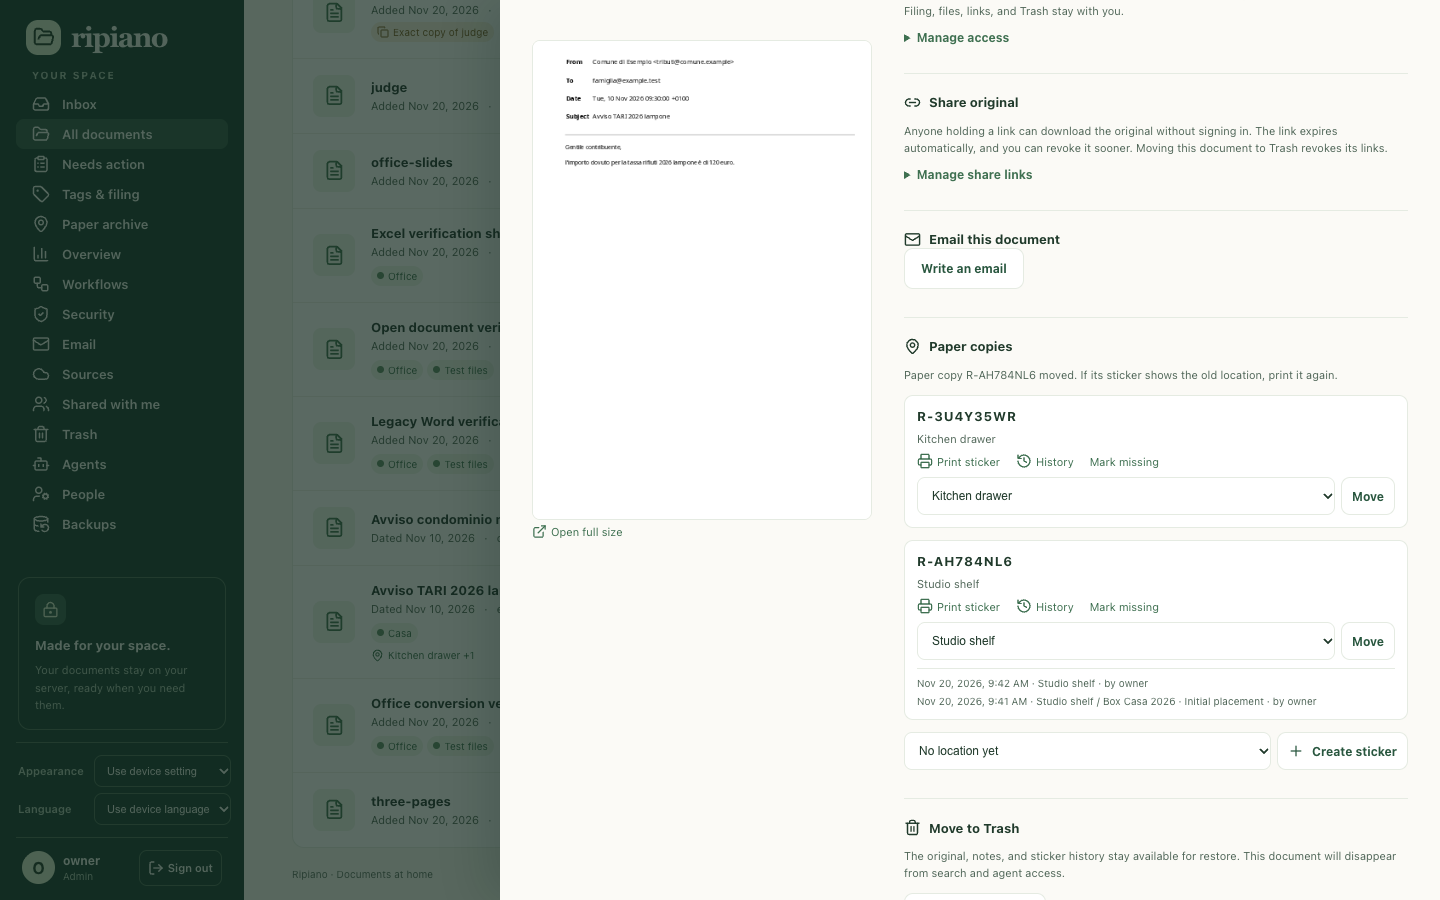 ripiano
YOUR SPACE
Inbox
All documents
Needs action
Tags & filing
Paper archive
Overview
Workflows
Security
Email
Sources
Shared with me
Trash
Agents
People
Backups
Made for your space.
Your documents stay on your
server, ready when you need
them.
Appearance
Use device setting
Language
Use device language
O
owner
Admin
Sign out
Added Nov 20, 2026 ·
Exact copy of judge
judge
Added Nov 20, 2026 ·
office-slides
Added Nov 20, 2026 ·
Excel verification sh
Added Nov 20, 2026 ·
Office
Open document veri
Added Nov 20, 2026 ·
Office
Test files
Legacy Word verifica
Added Nov 20, 2026 ·
Office
Test files
Avviso condominio
Dated Nov 10, 2026 ·
Avviso TARI 2026 la
Dated Nov 10, 2026 ·
Casa
Kitchen drawer +1
Office conversion ve
Added Nov 20, 2026 ·
Office
Test files
three-pages
Added Nov 20, 2026 ·
Ripiano · Documents at home
From Comune di Esempio <tributi@comune.example>
To famiglia@example.test
Date Tue, 10 Nov 2026 09:30:00 +0100
Subject Avviso TARI 2026 lampone
Gentile contribuente,
l'importo dovuto per la tassa rifiuti 2026 lampone è di 120 euro.
Open full size
Filing, files, links, and Trash stay with you.
Manage access
Share original
Anyone holding a link can download the original without signing in. The link expires
automatically, and you can revoke it sooner. Moving this document to Trash revokes its links.
Manage share links
Email this document
Write an email
Paper copies
Paper copy R-AH784NL6 moved. If its sticker shows the old location, print it again.
R-3U4Y35WR
Kitchen drawer
Print sticker
History
Mark missing
Kitchen drawer
Move
R-AH784NL6
Studio shelf
Print sticker
History
Mark missing
Studio shelf
Move
Nov 20, 2026, 9:42 AM · Studio shelf · by owner
Nov 20, 2026, 9:41 AM · Studio shelf / Box Casa 2026 · Initial placement · by owner
No location yet
Create sticker
Move to Trash
The original, notes, and sticker history stay available for restore. This document will disappear
from search and agent access.